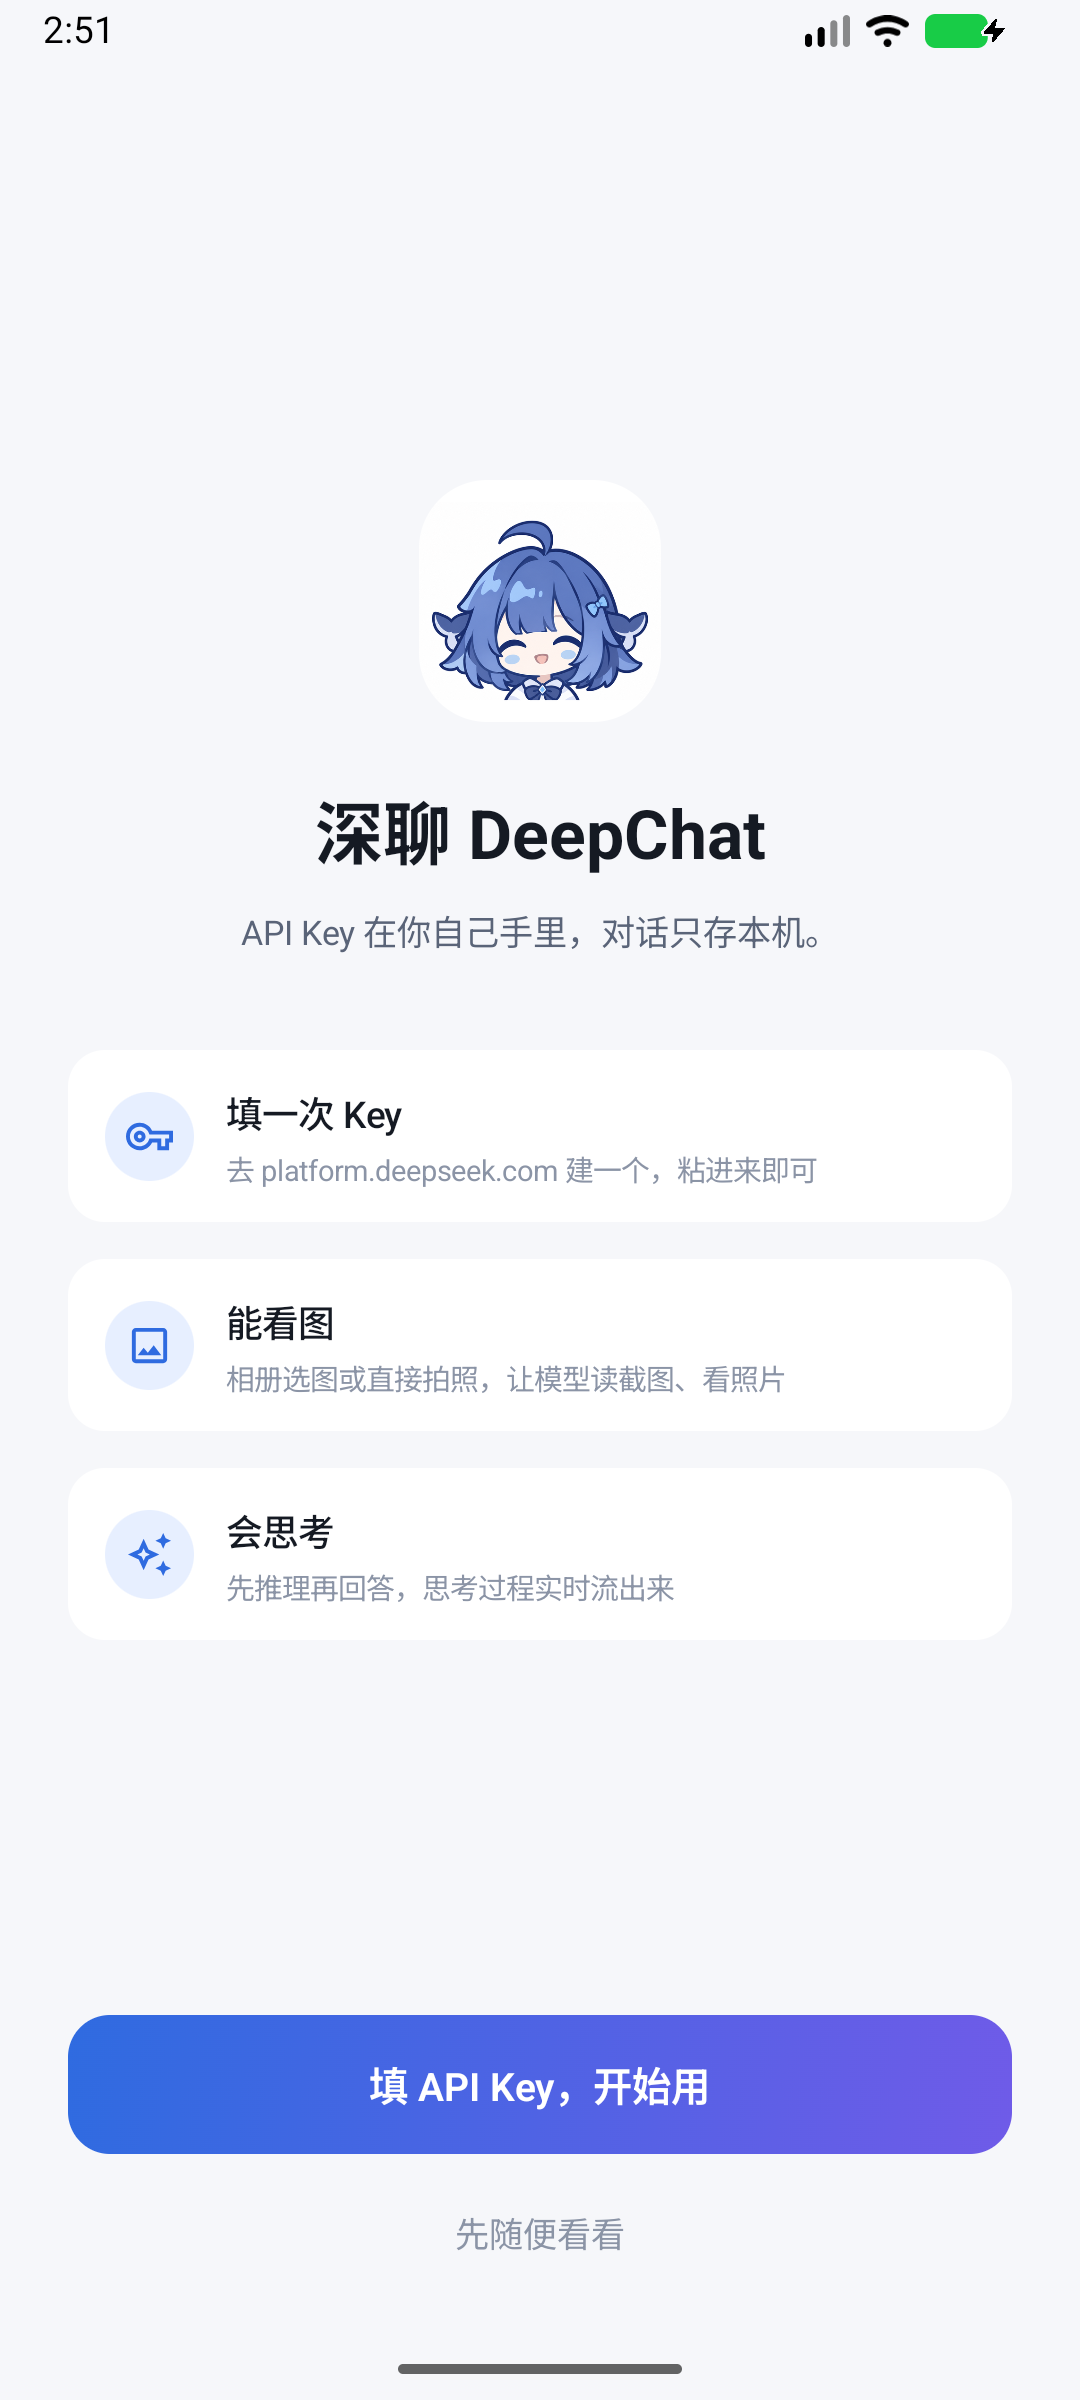 2:51
深聊 DeepChat
API Key 在你自己手里，对话只存本机。
填一次 Key
去 platform.deepseek.com 建一个，粘进来即可
能看图
相册选图或直接拍照，让模型读截图、看照片
会思考
先推理再回答，思考过程实时流出来
填 API Key，开始用
先随便看看